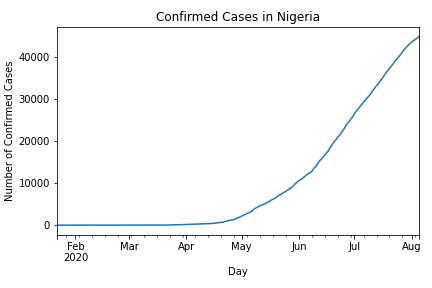 Confirmed Cases in Nigeria
Number of Confirmed Cases
40000
30000
20000
10000
0
Feb Mar Apr May Jun Jul Aug
2020
Day